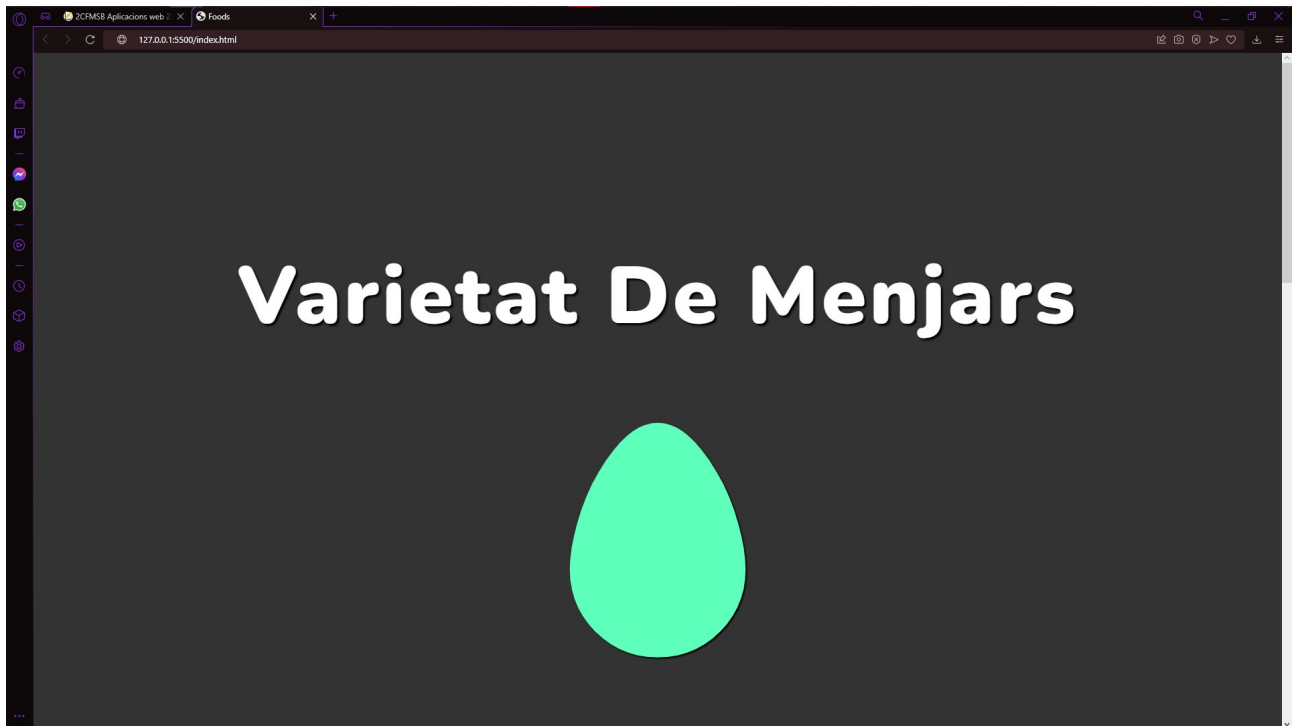 2CFMSB Aplicacions web 2
Foods
127.0.0.1:5500/index.html
Varietat De Menjars